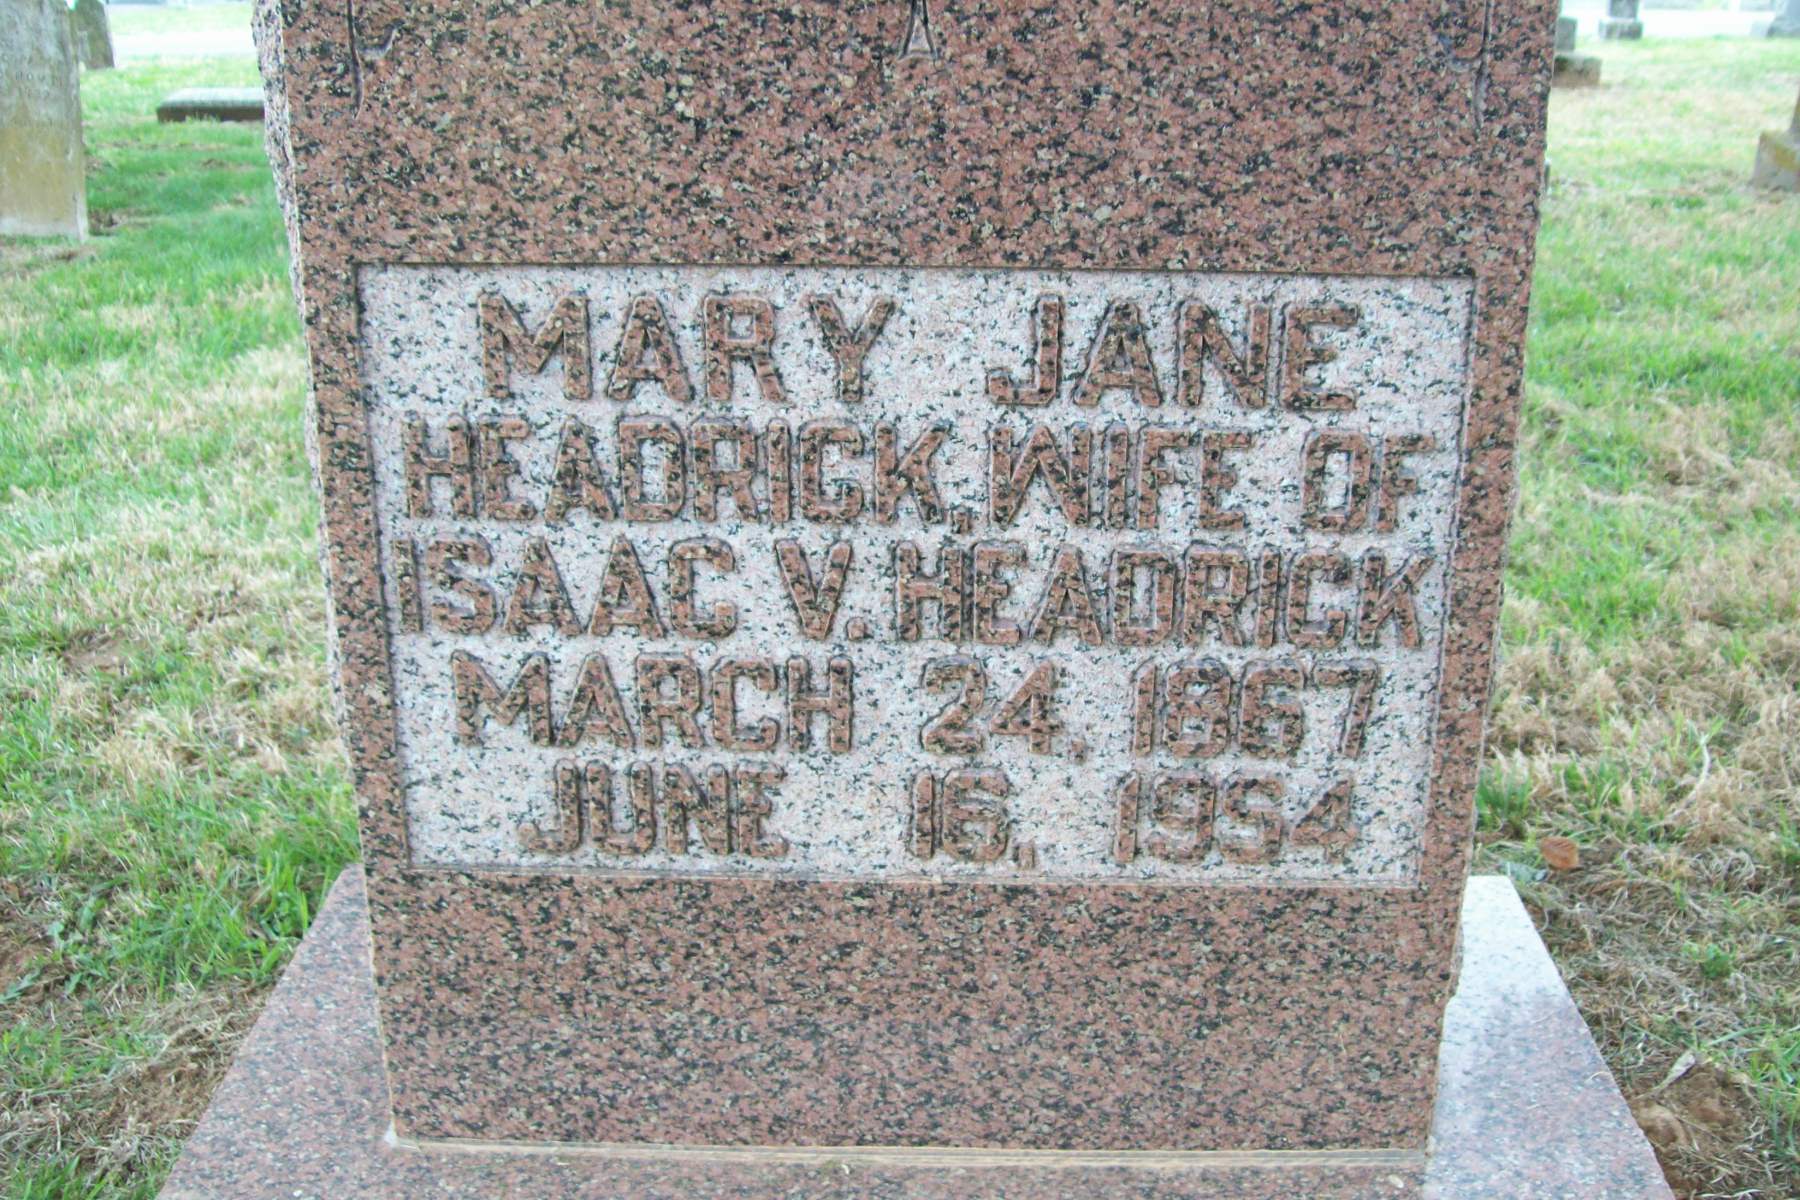 MARY JANE
HEADRICK, WIFE OF
ISAAC V. HEADRICK
MARCH 24, 1867
JUNE 16, 1954